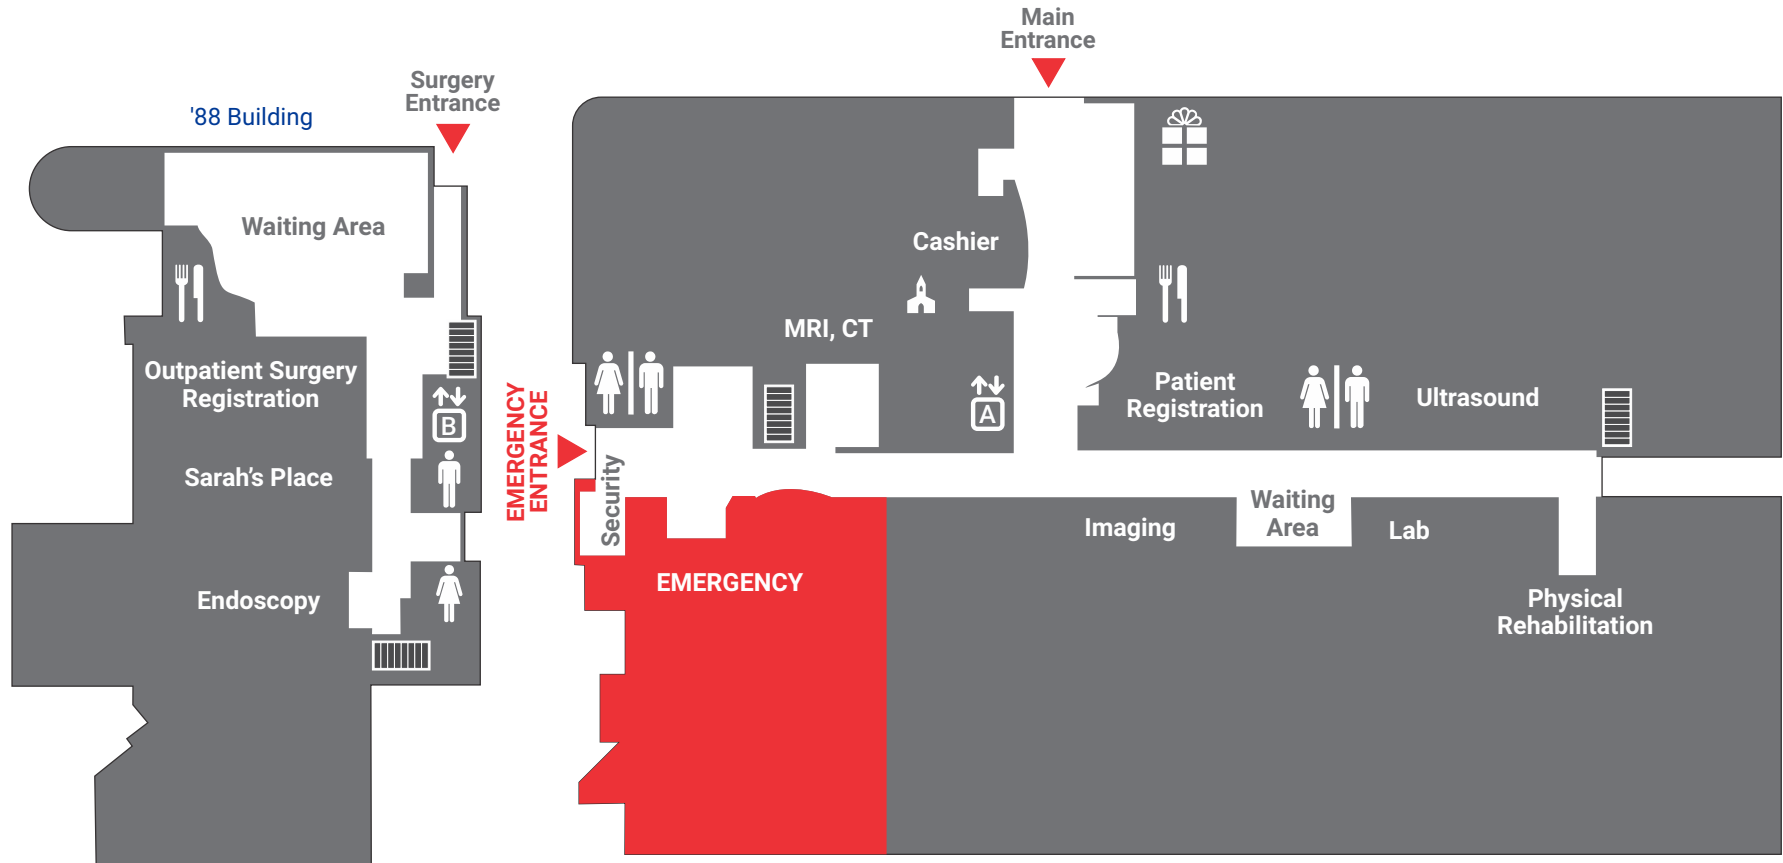 Main
Entrance
Surgery
Entrance
'88 Building
Waiting Area
Cashier
MRI, CT
Outpatient Surgery
Registration
EMERGENCY
ENTRANCE
Patient
Registration
Ultrasound
A
B
Sarah's Place
Security
Waiting
Area
Imaging
Lab
EMERGENCY
Endoscopy
Physical
Rehabilitation